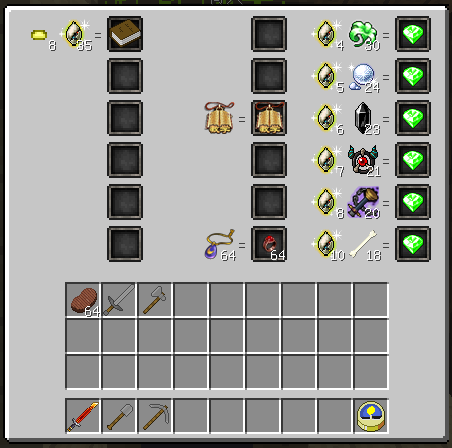 8 35 = = 4 30 =
5 24 =
= 6 23 =
7 21 =
8 20 =
64 = 64 10 18 =
64